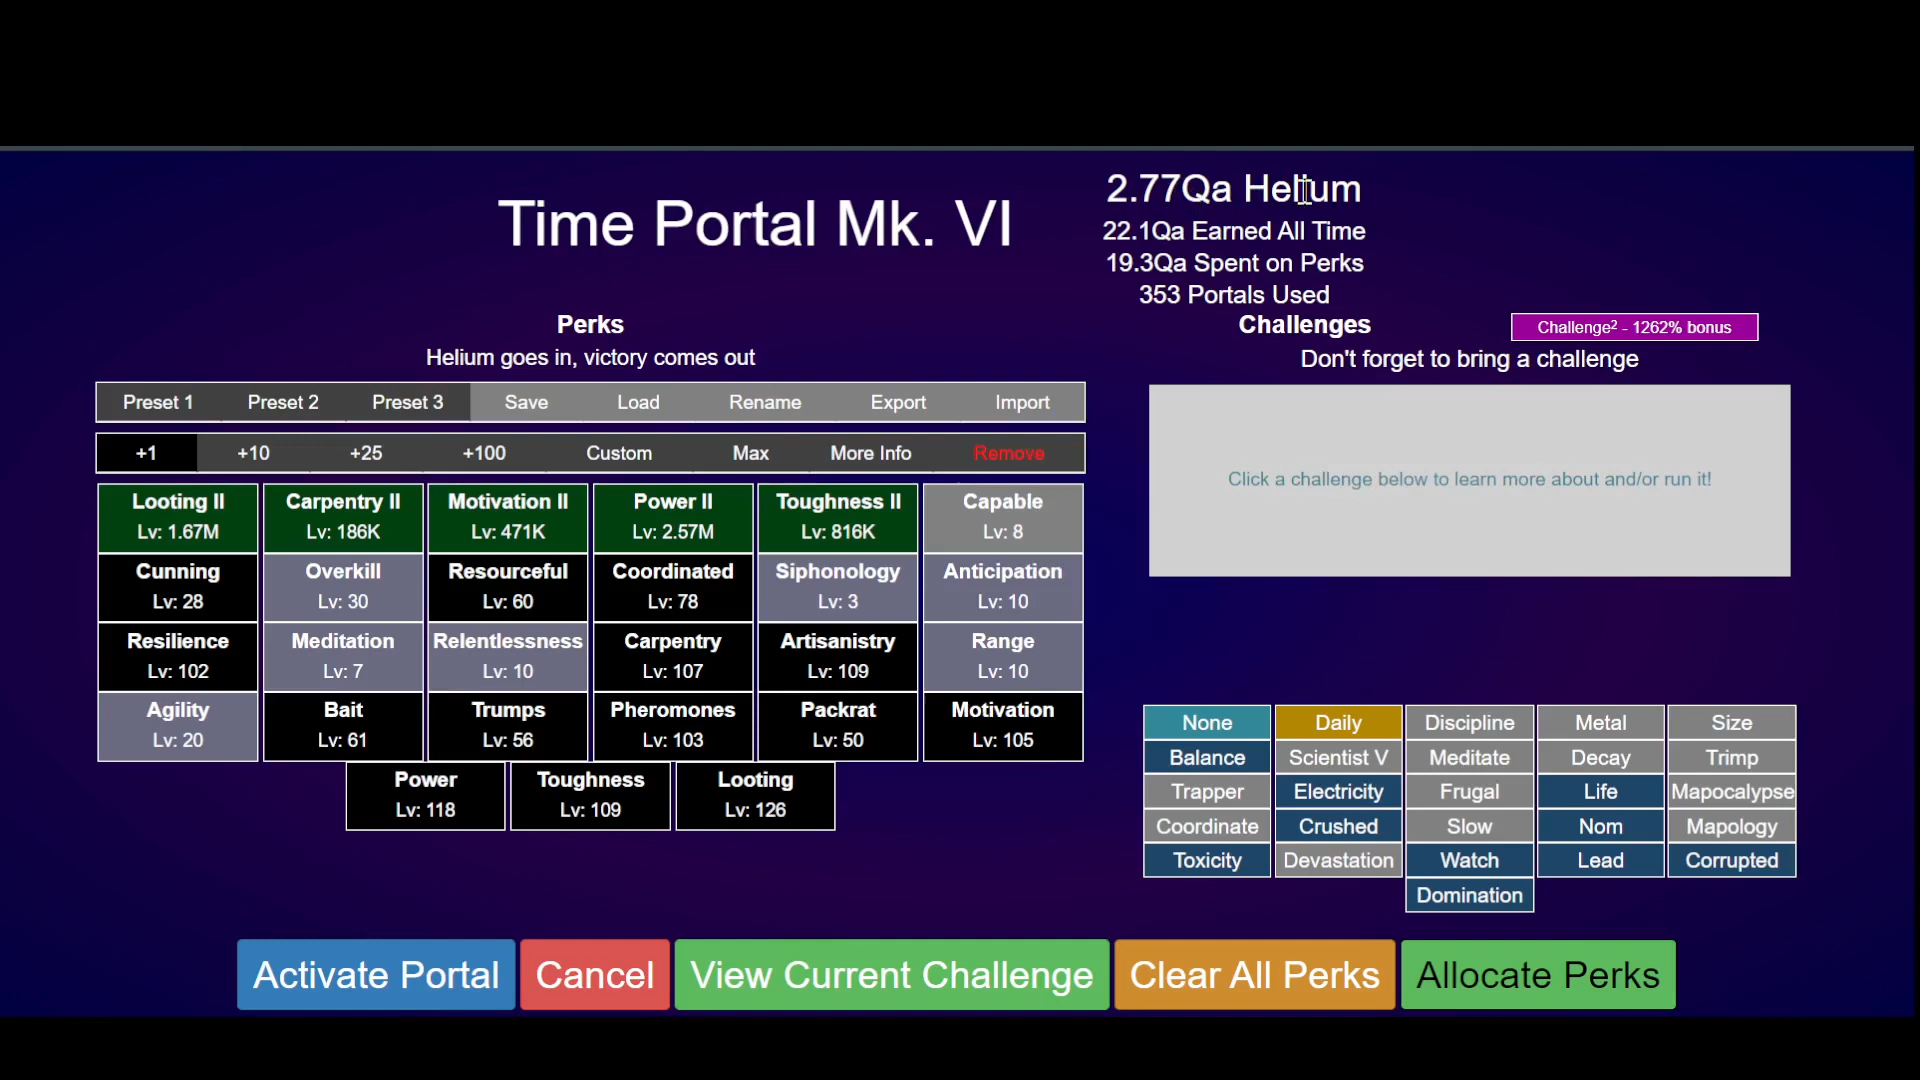 Time Portal Mk. VI
2.77Qa Helium
22.1Qa Earned All Time
19.3Qa Spent on Perks
353 Portals Used
Perks
Helium goes in, victory comes out
Challenges
Challenge² - 1262% bonus
Don't forget to bring a challenge
Preset 1 Preset 2 Preset 3 Save Load Rename Export Import
+1 +10 +25 +100 Custom Max More Info Remove
Looting II Carpentry II Motivation II Power II Toughness II Capable
Lv: 1.67M Lv: 186K Lv: 471K Lv: 2.57M Lv: 816K Lv: 8
Cunning Overkill Resourceful Coordinated Siphonology Anticipation
Lv: 28 Lv: 30 Lv: 60 Lv: 78 Lv: 3 Lv: 10
Resilience Meditation Relentlessness Carpentry Artisanistry Range
Lv: 102 Lv: 7 Lv: 10 Lv: 107 Lv: 109 Lv: 10
Agility Bait Trumps Pheromones Packrat Motivation
Lv: 20 Lv: 61 Lv: 56 Lv: 103 Lv: 50 Lv: 105
Power Toughness Looting
Lv: 118 Lv: 109 Lv: 126
Click a challenge below to learn more about and/or run it!
None Daily Discipline Metal Size
Balance Scientist V Meditate Decay Trimp
Trapper Electricity Frugal Life Mapocalypse
Coordinate Crushed Slow Nom Mapology
Toxicity Devastation Watch Lead Corrupted
Domination
Activate Portal Cancel View Current Challenge Clear All Perks Allocate Perks